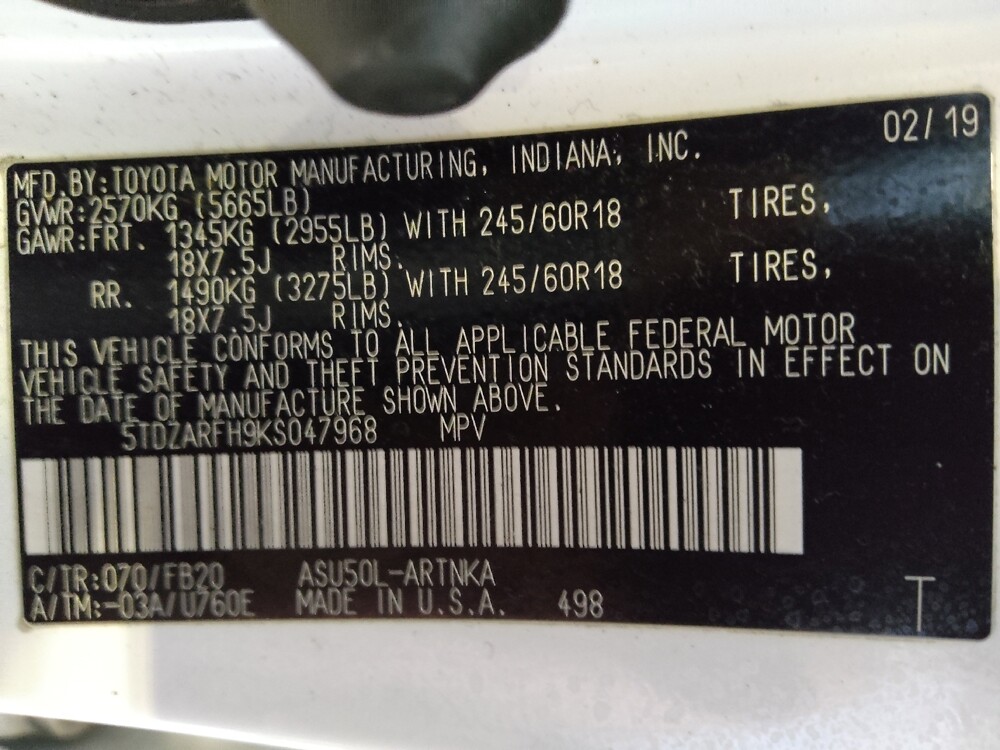 02/19
MFD.BY:TOYOTA MOTOR MANUFACTURING, INDIANA, INC.
GVWR:2570KG (5665LB)
GAWR:FRT. 1345KG (2955LB) WITH 245/60R18 TIRES,
18X7.5J RIMS.
RR. 1490KG (3275LB) WITH 245/60R18 TIRES,
18X7.5J RIMS.
THIS VEHICLE CONFORMS TO ALL APPLICABLE FEDERAL MOTOR
VEHICLE SAFETY AND THEFT PREVENTION STANDARDS IN EFFECT ON
THE DATE OF MANUFACTURE SHOWN ABOVE.
5TDZARFH9KS047968 MPV
C/TR:070/FB20 ASU50L-ARTNKA
A/TM:-03A/U760E MADE IN U.S.A. 498
T